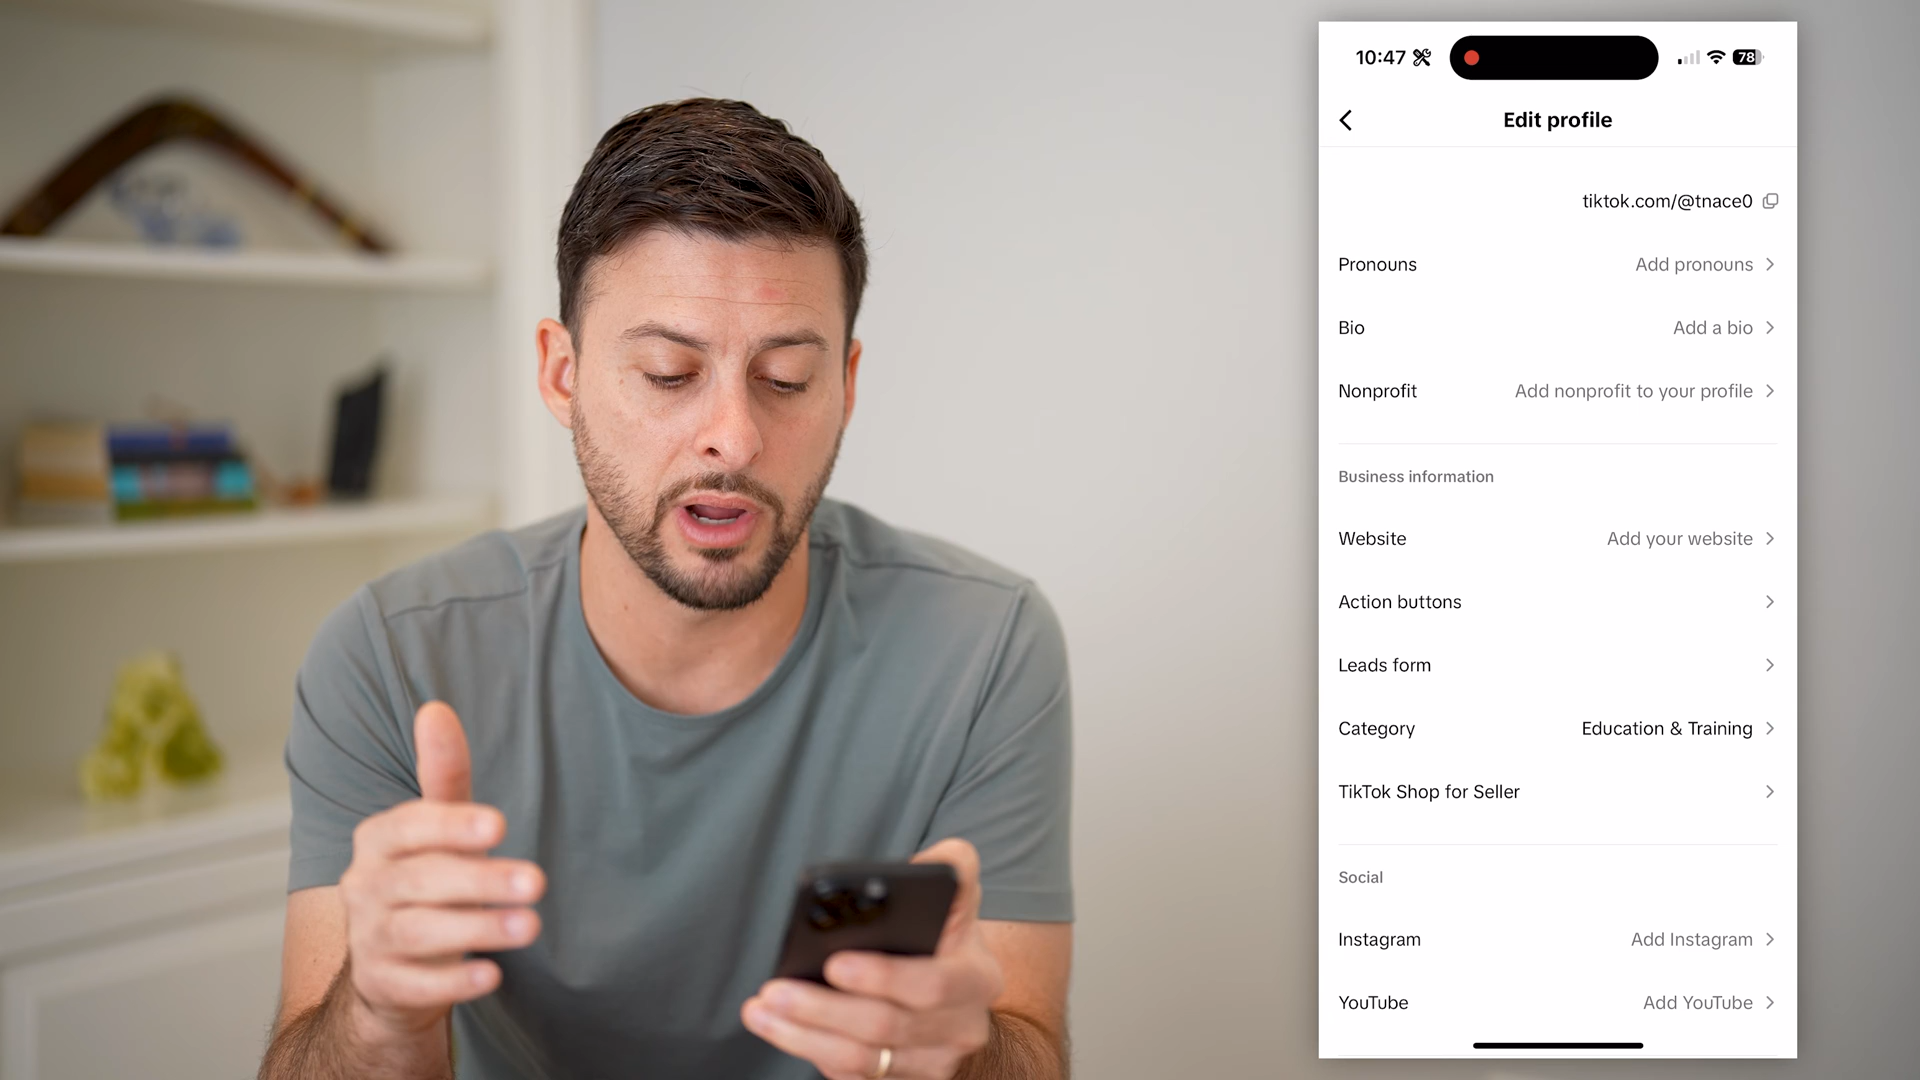 10:47
78
Edit profile
tiktok.com/@tnace0
Pronouns Add pronouns
Bio Add a bio
Nonprofit Add nonprofit to your profile
Business information
Website Add your website
Action buttons
Leads form
Category Education & Training
TikTok Shop for Seller
Social
Instagram Add Instagram
YouTube Add YouTube